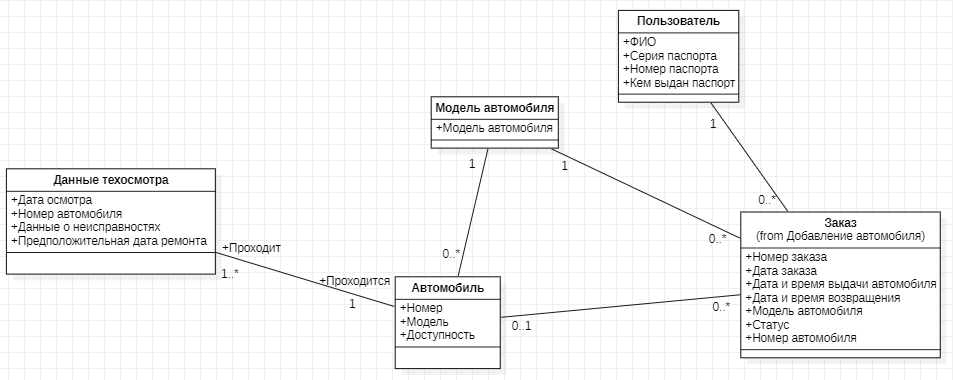 Пользователь
+ФИО
+Серия паспорта
+Номер паспорта
+Кем выдан паспорт
1
0..*
Модель автомобиля
+Модель автомобиля
1
1
0..*
0..*
Данные техосмотра
+Дата осмотра
+Номер автомобиля
+Данные о неисправностях
+Предположительная дата ремонта
+Проходит
1..*
+Проходится
1
Автомобиль
+Номер
+Модель
+Доступность
0..1
0..*
Заказ
(from Добавление автомобиля)
+Номер заказа
+Дата заказа
+Дата и время выдачи автомобиля
+Дата и время возвращения
+Модель автомобиля
+Статус
+Номер автомобиля